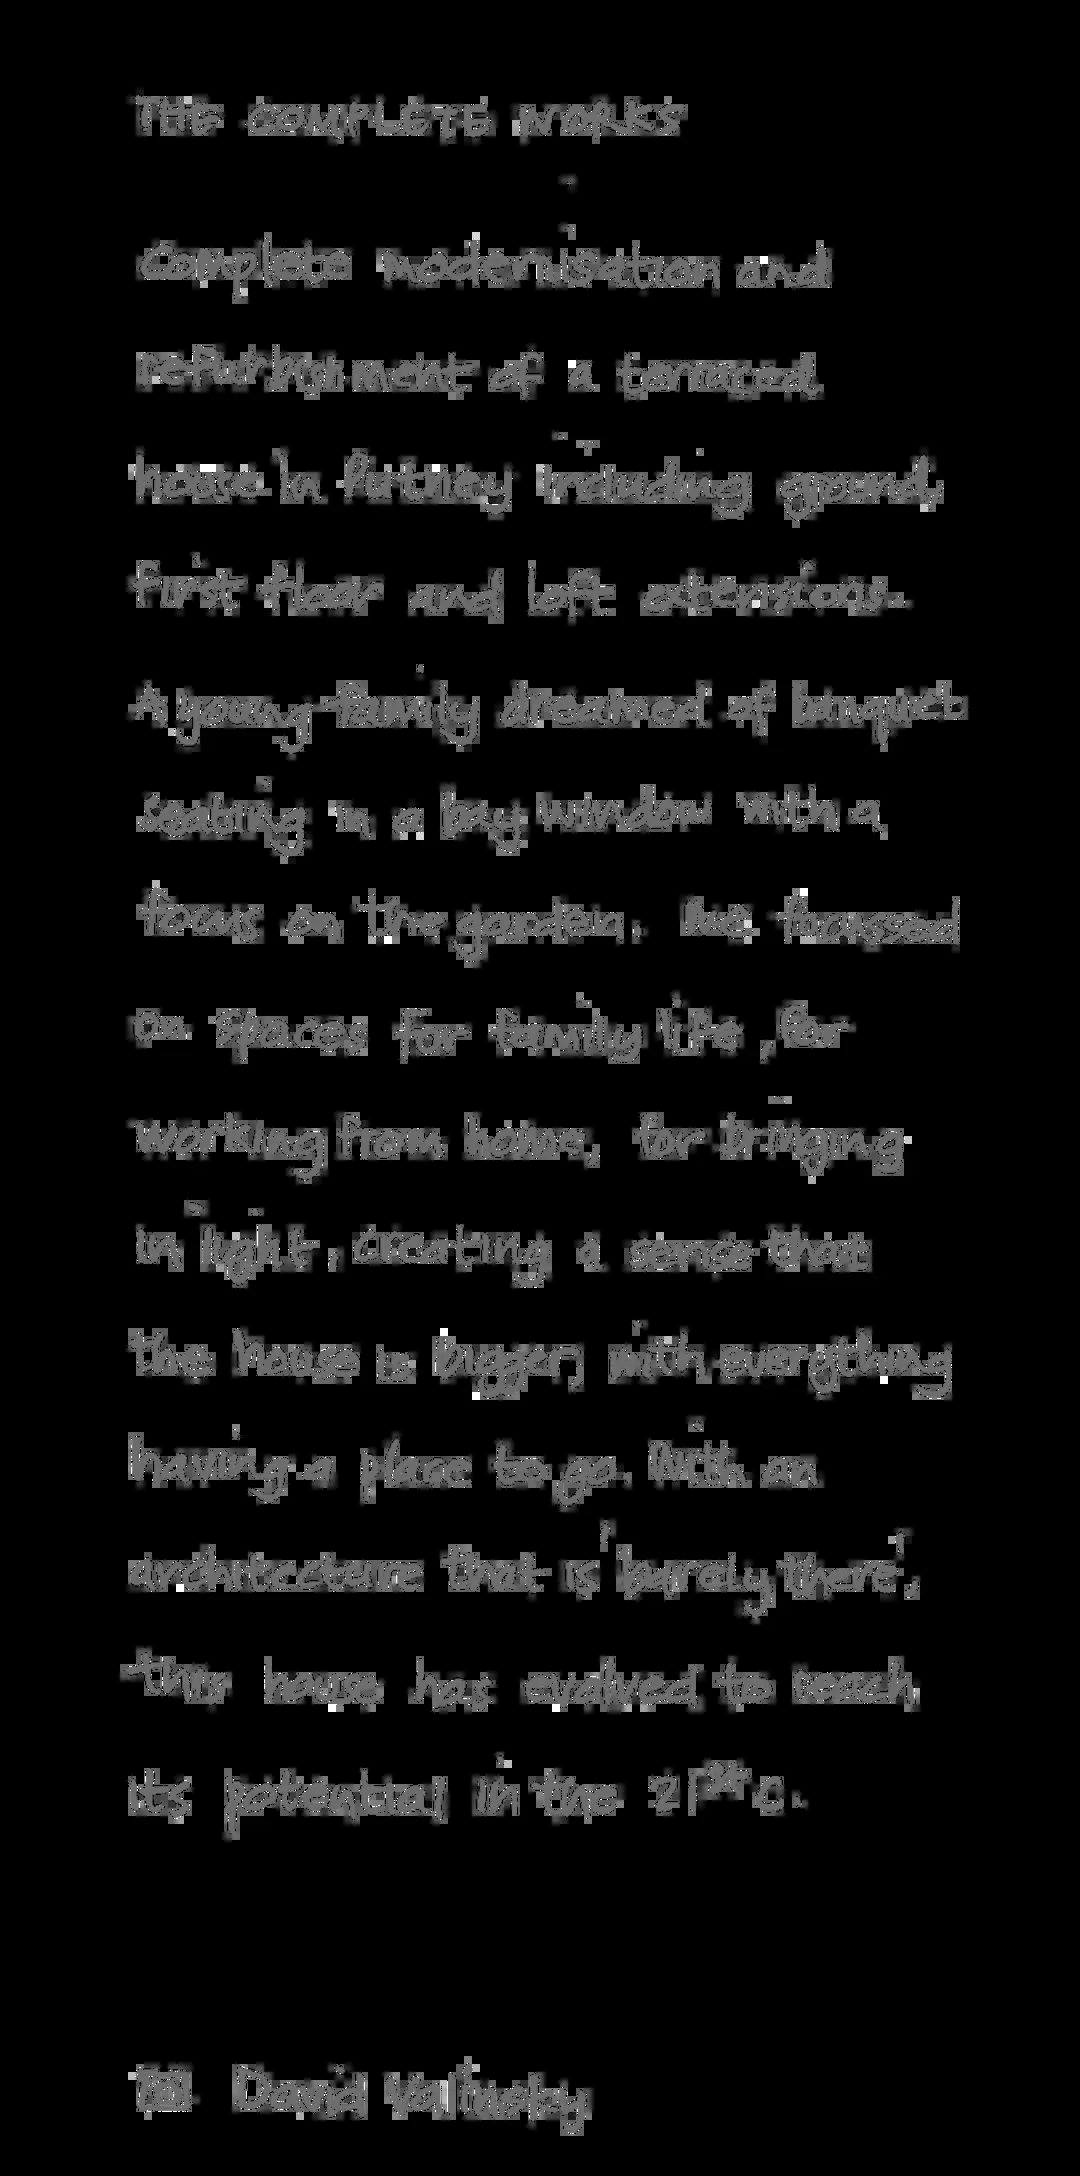 THE COMPLETE WORKS
Complete modernisation and
refurbishment of a terraced
house in Putney including ground,
first floor and loft extensions.
A young family dreamed of banquet
seating in a bay window with a
focus on the garden. We focussed
on spaces for family life, for
working from home, for bringing
in light, creating a sense that
the house is bigger, with everything
having a place to go. With an
architecture that is 'barely there',
this house has evolved to reach
its potential in the 21st C.
David Valinsky